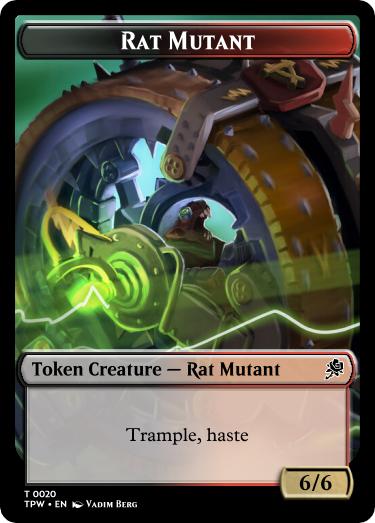 Rat Mutant
Token Creature — Rat Mutant
Trample, haste
6/6
T 0020
TPW • EN Vadim Berg